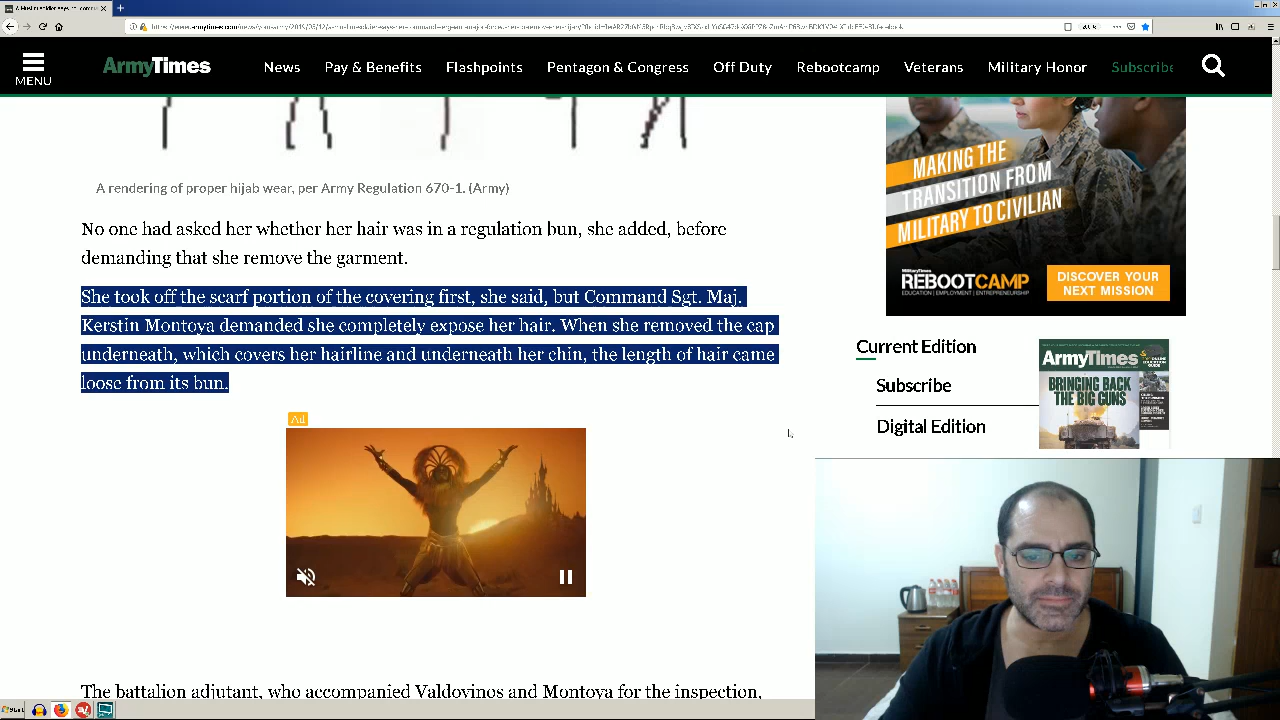 ArmyTimes
MENU
News Pay & Benefits Flashpoints Pentagon & Congress Off Duty Rebootcamp Veterans Military Honor Subscribe
A rendering of proper hijab wear, per Army Regulation 670-1. (Army)
No one had asked her whether her hair was in a regulation bun, she added, before
demanding that she remove the garment.
She took off the scarf portion of the covering first, she said, but Command Sgt. Maj.
Kerstin Montoya demanded she completely expose her hair. When she removed the cap
underneath, which covers her hairline and underneath her chin, the length of hair came
loose from its bun.
Ad
The battalion adjutant, who accompanied Valdovinos and Montoya for the inspection,
MAKING THE
TRANSITION FROM
MILITARY TO CIVILIAN
MilitaryTimes
REBOOTCAMP
EDUCATION | EMPLOYMENT | ENTREPRENEURSHIP
DISCOVER YOUR
NEXT MISSION
Current Edition
Subscribe
Digital Edition
ArmyTimes
BRINGING BACK
THE BIG GUNS
Start